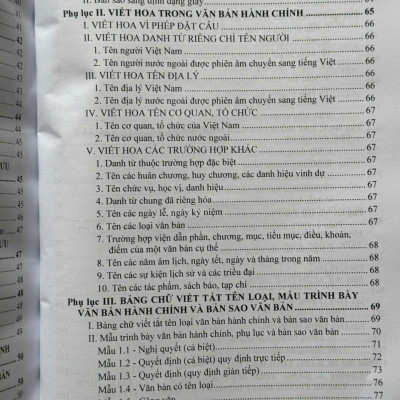 II. Bản sao sang định dạng giấy
Phụ lục II. VIẾT HOA TRONG VĂN BẢN HÀNH CHÍNH 65
I. VIẾT HOA VÌ PHÉP ĐẶT CÂU 66
II. VIẾT HOA DANH TỪ RIÊNG CHỈ TÊN NGƯỜI 66
1. Tên người Việt Nam 66
2. Tên người nước ngoài được phiên âm chuyển sang tiếng Việt 66
III. VIẾT HOA TÊN ĐỊA LÝ 66
1. Tên địa lý Việt Nam 66
2. Tên địa lý nước ngoài được phiên âm chuyển sang tiếng Việt 66
IV. VIẾT HOA TÊN CƠ QUAN, TỔ CHỨC 67
1. Tên cơ quan, tổ chức của Việt Nam 67
2. Tên cơ quan, tổ chức nước ngoài 67
V. VIẾT HOA CÁC TRƯỜNG HỢP KHÁC 67
1. Danh từ thuộc trường hợp đặc biệt 67
2. Tên các huân chương, huy chương, các danh hiệu vinh dự 67
3. Tên chức vụ, học vị, danh hiệu 67
4. Danh từ chung đã riêng hóa 67
5. Tên các ngày lễ, ngày kỷ niệm 67
6. Tên các loại văn bản 67
7. Trường hợp viện dẫn phần, chương, mục, tiểu mục, điều, khoản,
điểm của một văn bản cụ thể 68
8. Tên các năm âm lịch, ngày tết, ngày và tháng trong năm 68
9. Tên các sự kiện lịch sử và các triều đại 68
10. Tên các tác phẩm, sách báo, tạp chí 68
Phụ lục III. BẢNG CHỮ VIẾT TẮT TÊN LOẠI, MẪU TRÌNH BÀY
VĂN BẢN HÀNH CHÍNH VÀ BẢN SAO VĂN BẢN 69
I. Bảng chữ viết tắt tên loại văn bản hành chính và bản sao văn bản 69
II. Mẫu trình bày văn bản hành chính, phụ lục và bản sao văn bản 70
Mẫu 1.1 - Nghị quyết (cá biệt) 71
Mẫu 1.2 - Quyết định (cá biệt) quy định trực tiếp 72
Mẫu 1.3 - Quyết định (quy định gián tiếp) 73
Mẫu 1.4 - Văn bản có tên loại 76
77